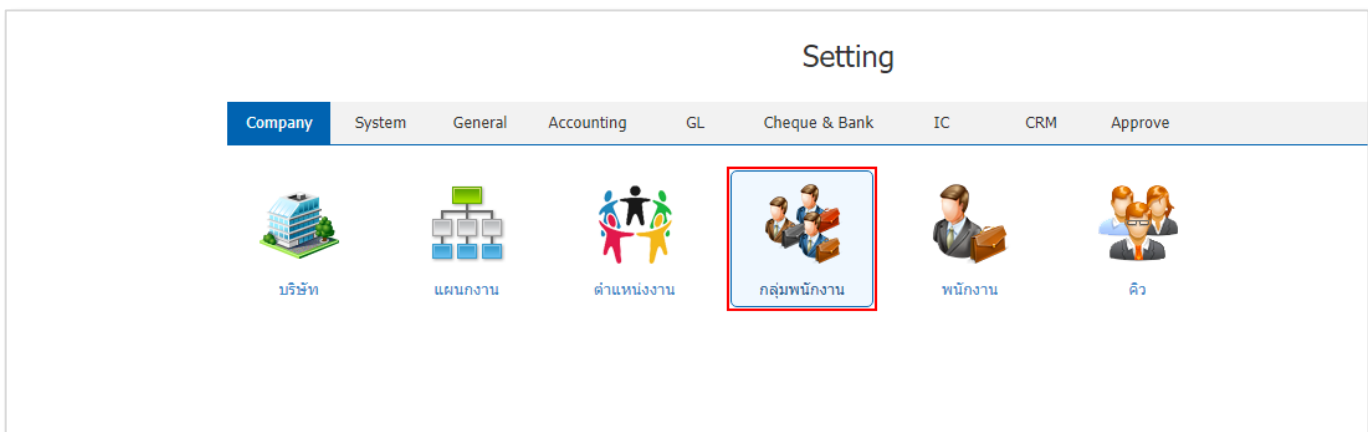 Setting
Company System General Accounting GL Cheque & Bank IC CRM Approve
บริษัท แผนกงาน ตำแหน่งงาน กลุ่มพนักงาน พนักงาน คิว